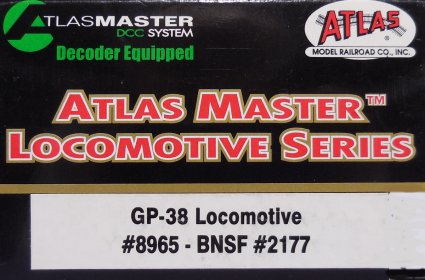 ATLASMASTER
DCC SYSTEM
Decoder Equipped
ATLAS
®
MODEL RAILROAD CO., INC.
ATLAS MASTER™
LOCOMOTIVE SERIES
GP-38 Locomotive
#8965 - BNSF #2177